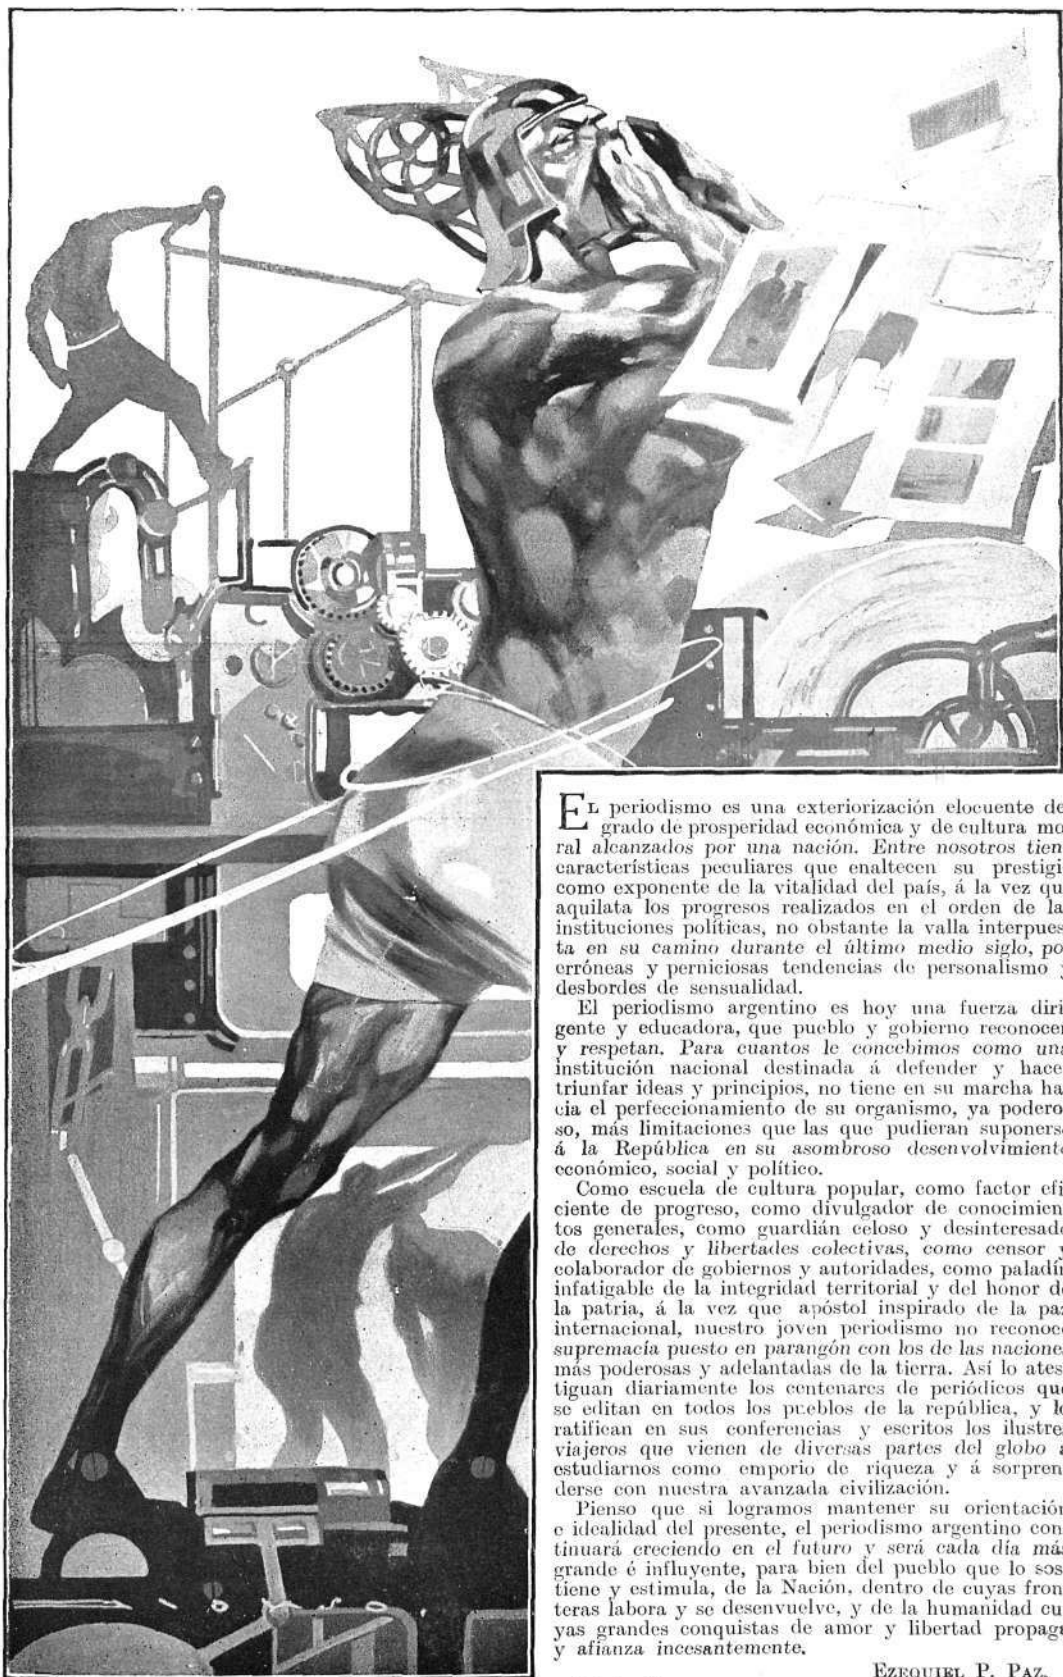 EL periodismo es una exteriorización elocuente de
grado de prosperidad económica y de cultura mo
ral alcanzados por una nación. Entre nosotros tien
características peculiares que enaltecen su prestigi
como exponente de la vitalidad del país, á la vez qu
aquilata los progresos realizados en el orden de la
instituciones políticas, no obstante la valla interpues
ta en su camino durante el último medio siglo, po
erróneas y perniciosas tendencias de personalismo
desbordes de sensualidad.
El periodismo argentino es hoy una fuerza diri
gente y educadora, que pueblo y gobierno reconocen
y respetan. Para cuantos le concebimos como una
institución nacional destinada á defender y hace
triunfar ideas y principios, no tiene en su marcha ha
cia el perfeccionamiento de su organismo, ya podero
so, más limitaciones que las que pudieran suponerse
á la República en su asombroso desenvolvimiento
económico, social y político.
Como escuela de cultura popular, como factor efi
ciente de progreso, como divulgador de conocimien
tos generales, como guardián celoso y desinteresado
de derechos y libertades colectivas, como censor y
colaborador de gobiernos y autoridades, como paladín
infatigable de la integridad territorial y del honor de
la patria, á la vez que apóstol inspirado de la paz
internacional, nuestro joven periodismo no reconoce
supremacía puesto en parangón con los de las naciones
más poderosas y adelantadas de la tierra. Así lo ates
tiguan diariamente los centenares de periódicos que
se editan en todos los pueblos de la república, y lo
ratifican en sus conferencias y escritos los ilustres
viajeros que vienen de diversas partes del globo á
estudiarnos como emporio de riqueza y á sorpren
derse con nuestra avanzada civilización.
Pienso que si logramos mantener su orientación
e idealidad del presente, el periodismo argentino con
tinuará creciendo en el futuro y será cada día más
grande é influyente, para bien del pueblo que lo sos
tiene y estimula, de la Nación, dentro de cuyas fron
teras labora y se desenvuelve, y de la humanidad cu
yas grandes conquistas de amor y libertad propaga
y afianza incesantemente.
EZEQUIEL P. PAZ